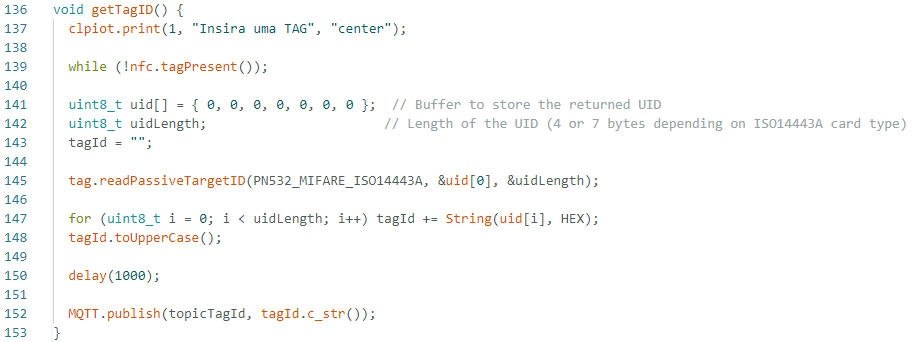 136 void getTagID() {
137   clpiot.print(1, "Insira uma TAG", "center");
138
139   while (!nfc.tagPresent());
140
141   uint8_t uid[] = { 0, 0, 0, 0, 0, 0, 0 };  // Buffer to store the returned UID
142   uint8_t uidLength;                        // Length of the UID (4 or 7 bytes depending on ISO14443A card type)
143   tagId = "";
144
145   tag.readPassiveTargetID(PN532_MIFARE_ISO14443A, &uid[0], &uidLength);
146
147   for (uint8_t i = 0; i < uidLength; i++) tagId += String(uid[i], HEX);
148   tagId.toUpperCase();
149
150   delay(1000);
151
152   MQTT.publish(topicTagId, tagId.c_str());
153 }